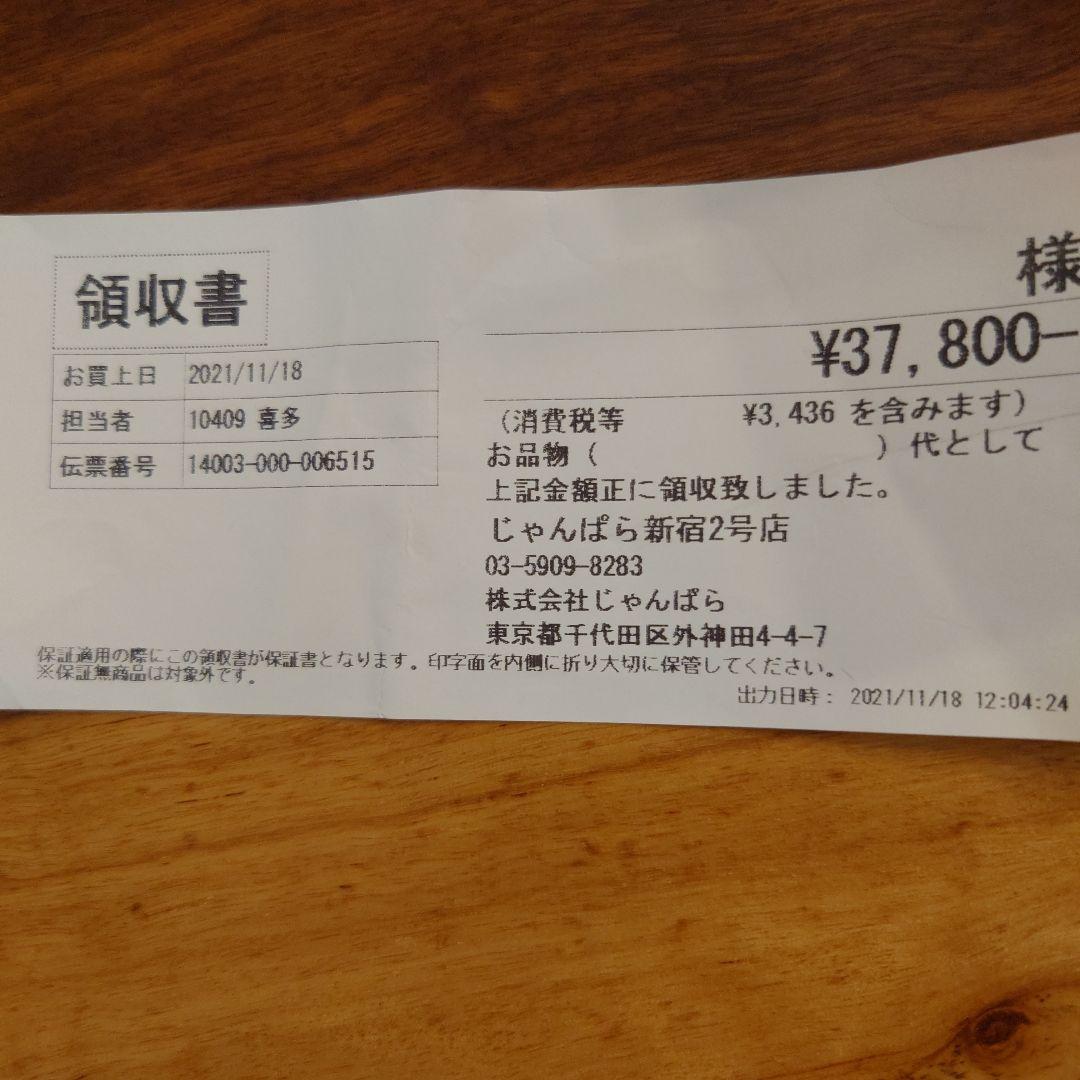 領収書
お買上日 2021/11/18
担当者 10409 喜多
伝票番号 14003-000-006515
様
¥37,800-
(消費税等 ¥3,436 を含みます)
お品物( )代として
上記金額正に領収致しました。
じゃんぱら新宿2号店
03-5909-8283
株式会社じゃんぱら
東京都千代田区外神田4-4-7
保証適用の際にこの領収書が保証書となります。印字面を内側に折り大切に保管してください。
※保証無商品は対象外です。
出力日時: 2021/11/18 12:04:24